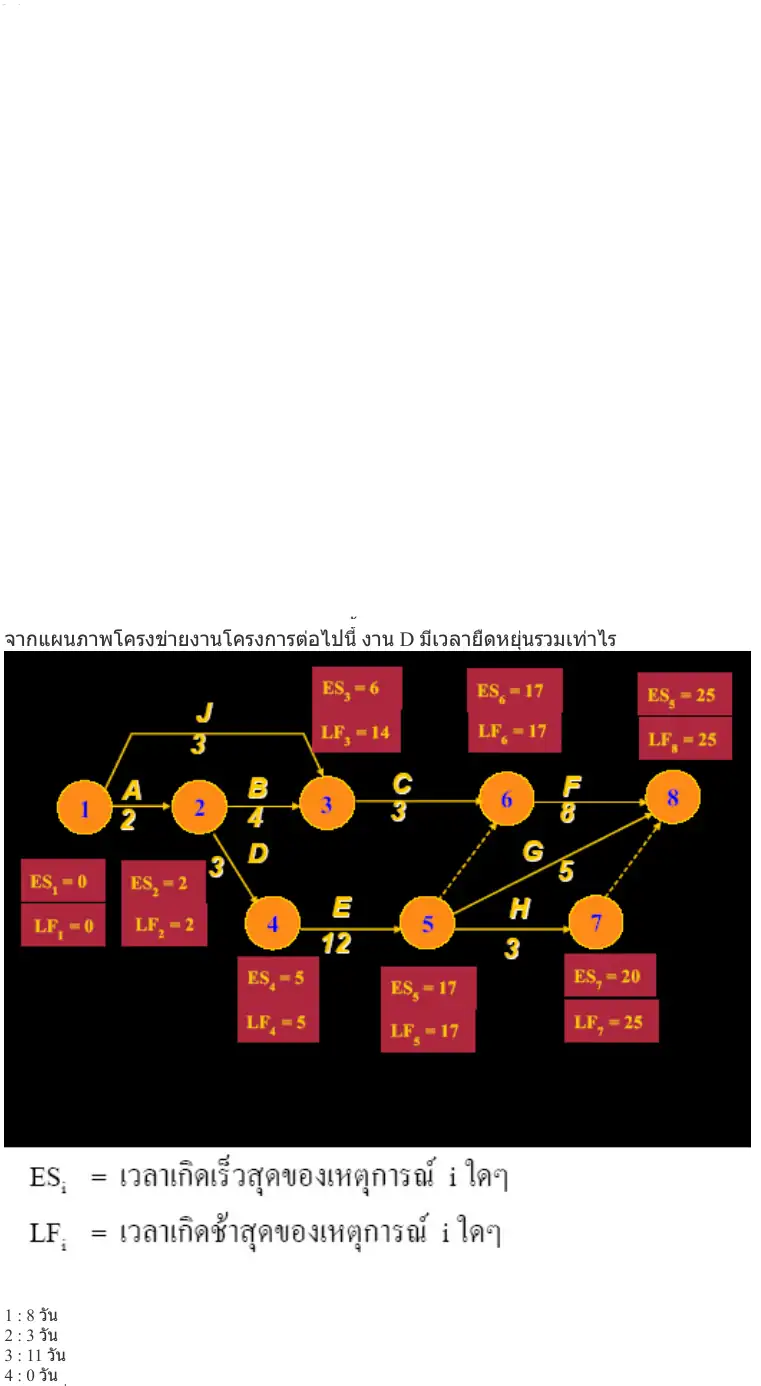 จากแผนภาพโครงข่ายงานโครงการต่อไปนี้ งาน D มีเวลายืดหยุ่นรวมเท่าไร
ES3 = 6
LF3 = 14
ES6 = 17
LF6 = 17
ES5 = 25
LF8 = 25
J
3
A
2
B
4
C
3
F
8
1
2
3
6
8
3
D
G
5
ES1 = 0
LF1 = 0
ES2 = 2
LF2 = 2
4
E
12
5
H
3
7
ES4 = 5
LF4 = 5
ES5 = 17
LF5 = 17
ES7 = 20
LF7 = 25
ESi = เวลาเกิดเร็วสุดของเหตุการณ์ i ใดๆ
LFi = เวลาเกิดช้าสุดของเหตุการณ์ i ใดๆ
1 : 8 วัน
2 : 3 วัน
3 : 11 วัน
4 : 0 วัน